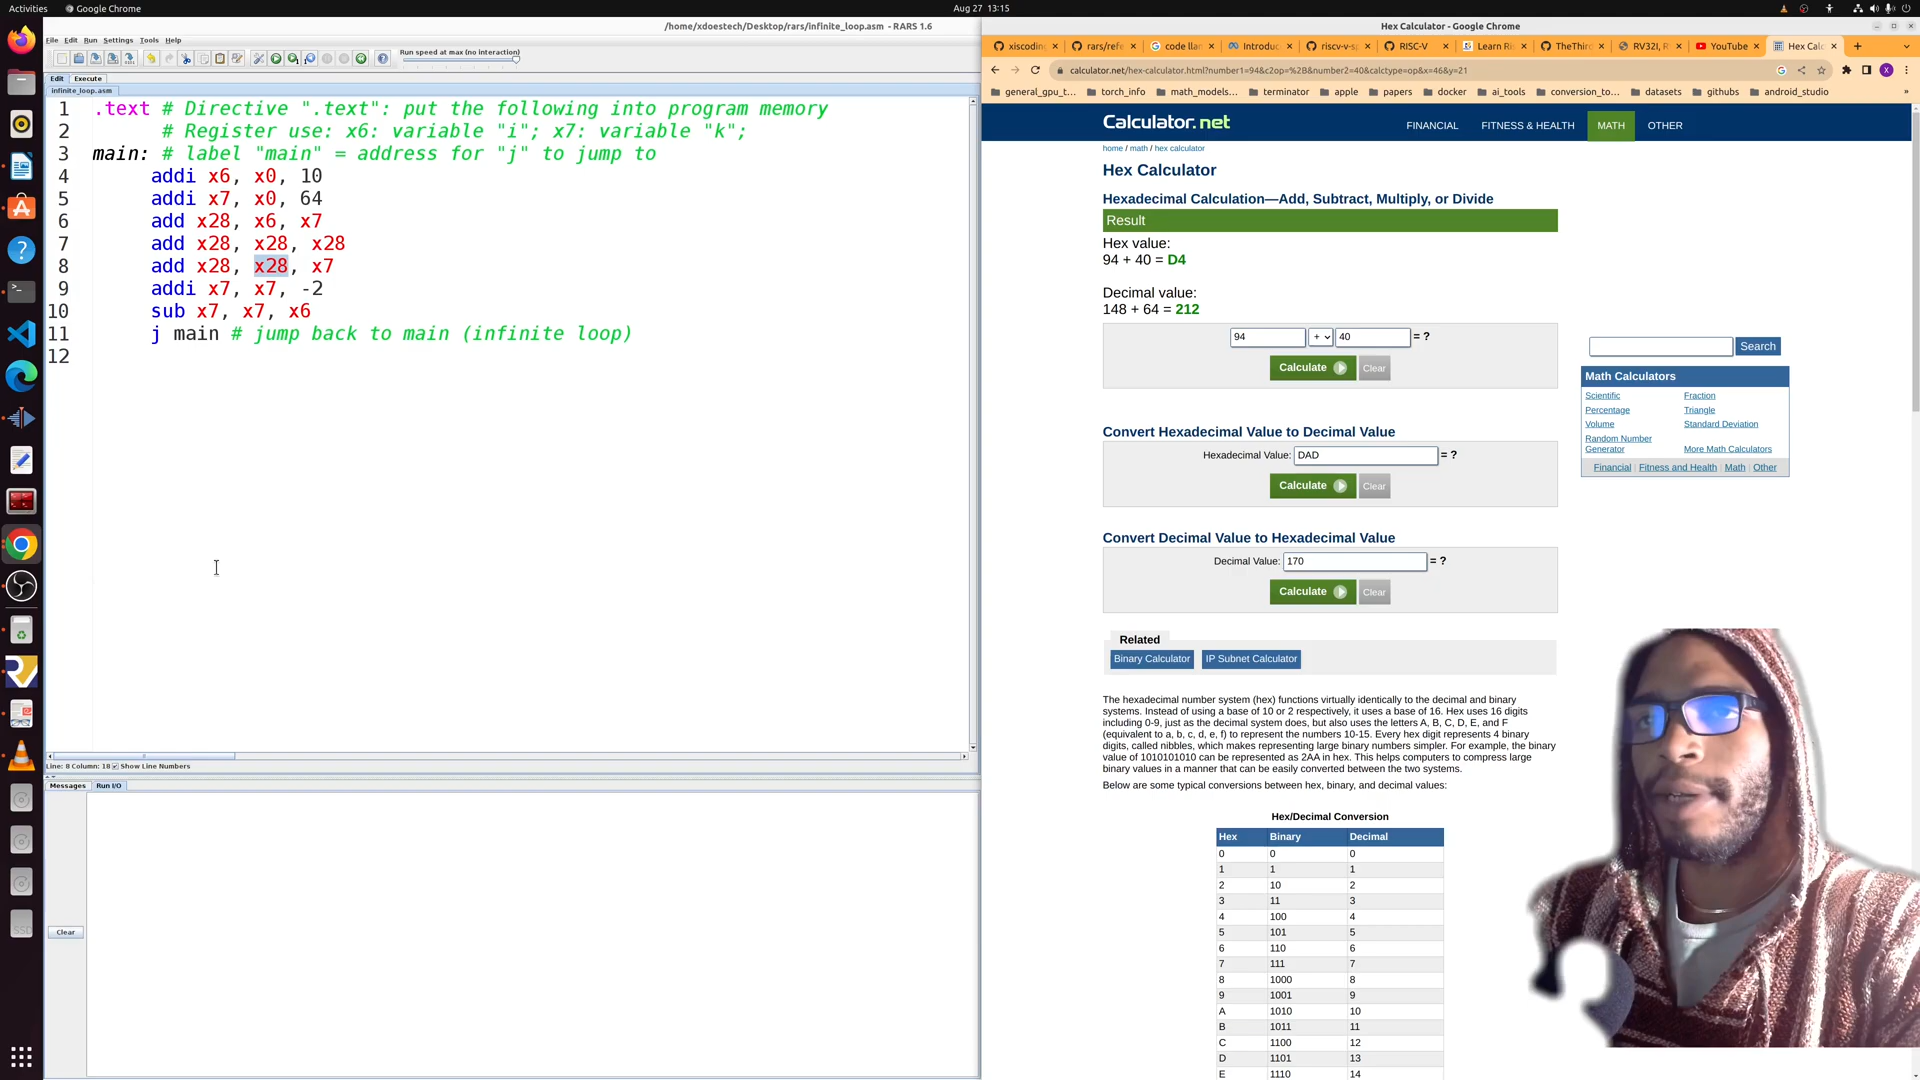 Activities
Google Chrome
Aug 27 13:15
/home/xdoestech/Desktop/rars/infinite_loop.asm - RARS 1.6
File Edit Run Settings Tools Help
Run speed at max (no interaction)
Edit Execute
infinite_loop.asm
1 .text # Directive ".text": put the following into program memory
2 # Register use: x6: variable "i"; x7: variable "k";
3 main: # label "main" = address for "j" to jump to
4 addi x6, x0, 10
5 addi x7, x0, 64
6 add x28, x6, x7
7 add x28, x28, x28
8 add x28, x28, x7
9 addi x7, x7, -2
10 sub x7, x7, x6
11 j main # jump back to main (infinite loop)
12
Line: 8 Column: 18 Show Line Numbers
Messages Run I/O
Clear
Hex Calculator - Google Chrome
xiscoding
rars/refe
code llam
Introduc
riscv-v-s
RISC-V
Learn Ri
TheThird
RV32I, R
YouTube
Hex Calc
calculator.net/hex-calculator.html?number1=94&c2op=%2B&number2=40&calctype=op&x=46&y=21
general_gpu_t... torch_info math_models... terminator apple papers docker ai_tools conversion_to... datasets githubs android_studio
Calculator.net
FINANCIAL FITNESS & HEALTH MATH OTHER
home / math / hex calculator
Hex Calculator
Hexadecimal Calculation—Add, Subtract, Multiply, or Divide
Result
Hex value:
94 + 40 = D4
Decimal value:
148 + 64 = 212
94 + 40 = ?
Calculate Clear
Convert Hexadecimal Value to Decimal Value
Hexadecimal Value: DAD = ?
Calculate Clear
Convert Decimal Value to Hexadecimal Value
Decimal Value: 170 = ?
Calculate Clear
Related
Binary Calculator IP Subnet Calculator
The hexadecimal number system (hex) functions virtually identically to the decimal and binary
systems. Instead of using a base of 10 or 2 respectively, it uses a base of 16. Hex uses 16 digits
including 0-9, just as the decimal system does, but also uses the letters A, B, C, D, E, and F
(equivalent to a, b, c, d, e, f) to represent the numbers 10-15. Every hex digit represents 4 binary
digits, called nibbles, which makes representing large binary numbers simpler. For example, the binary
value of 1010101010 can be represented as 2AA in hex. This helps computers to compress large
binary values in a manner that can be easily converted between the two systems.
Below are some typical conversions between hex, binary, and decimal values:
Hex/Decimal Conversion
Hex Binary Decimal
0 0 0
1 1 1
2 10 2
3 11 3
4 100 4
5 101 5
6 110 6
7 111 7
8 1000 8
9 1001 9
A 1010 10
B 1011 11
C 1100 12
D 1101 13
E 1110 14
Search
Math Calculators
Scientific Fraction
Percentage Triangle
Volume Standard Deviation
Random Number
Generator
More Math Calculators
Financial | Fitness and Health | Math | Other